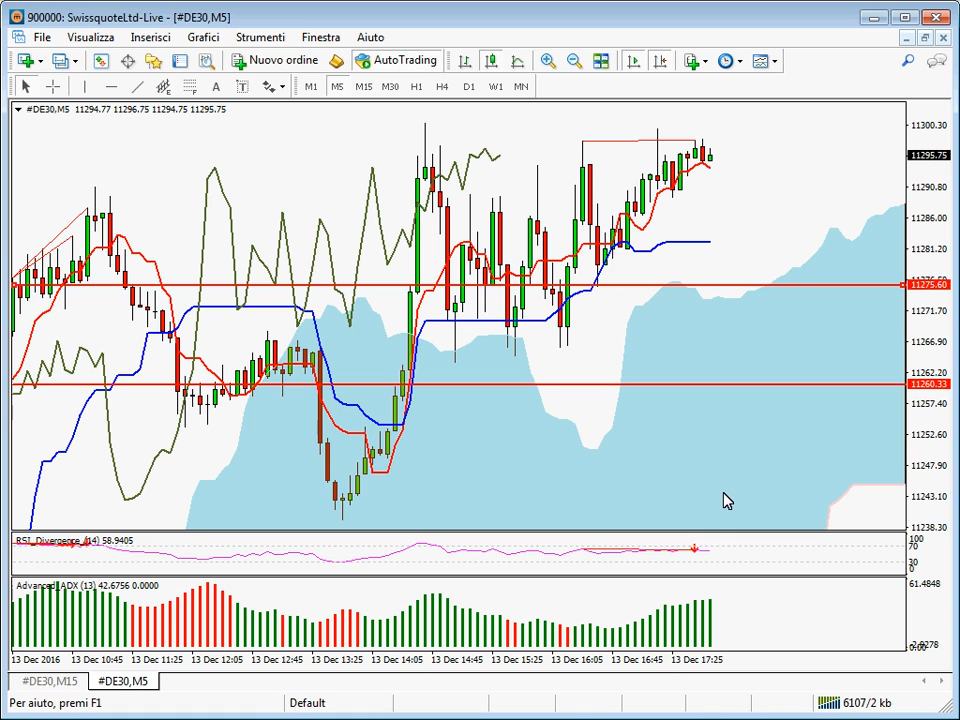 900000: SwissquoteLtd-Live - [#DE30,M5]
File Visualizza Inserisci Grafici Strumenti Finestra Aiuto
Nuovo ordine AutoTrading
A T M1 M5 M15 M30 H1 H4 D1 W1 MN
#DE30,M5 11294.77 11296.75 11294.75 11295.75
11300.30
11295.75
11290.80
11286.00
11281.20
11275.60
11271.70
11266.90
11262.20
11260.33
11257.40
11252.60
11247.90
11243.10
11238.30
RSI_Divergence (14) 58.9405
100
70
30
0
Advanced_ADX (13) 42.6756 0.0000
61.4848
13 Dec 2016 13 Dec 10:45 13 Dec 11:25 13 Dec 12:05 13 Dec 12:45 13 Dec 13:25 13 Dec 14:05 13 Dec 14:45 13 Dec 15:25 13 Dec 16:05 13 Dec 16:45 13 Dec 17:25
#DE30,M15 #DE30,M5
Per aiuto, premi F1 Default 6107/2 kb